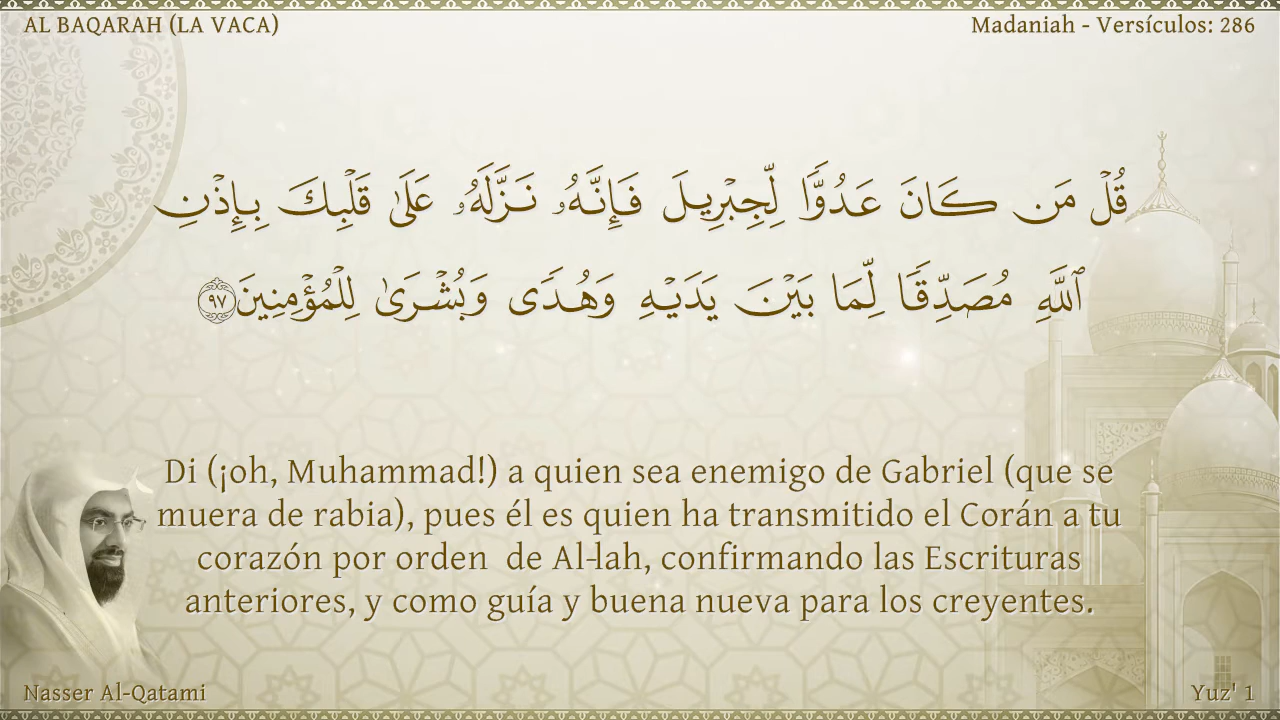 AL BAQARAH (LA VACA)
Madaniah - Versículos: 286
قُلۡ مَن كَانَ عَدُوّٗا لِّجِبۡرِيلَ فَإِنَّهُۥ نَزَّلَهُۥ عَلَىٰ قَلۡبِكَ بِإِذۡنِ
ٱللَّهِ مُصَدِّقٗا لِّمَا بَيۡنَ يَدَيۡهِ وَهُدٗى وَبُشۡرَىٰ لِلۡمُؤۡمِنِينَ ٩٧
Di (¡oh, Muhammad!) a quien sea enemigo de Gabriel (que se
muera de rabia), pues él es quien ha transmitido el Corán a tu
corazón por orden  de Al-lah, confirmando las Escrituras
anteriores, y como guía y buena nueva para los creyentes.
Nasser Al-Qatami
Yuz' 1